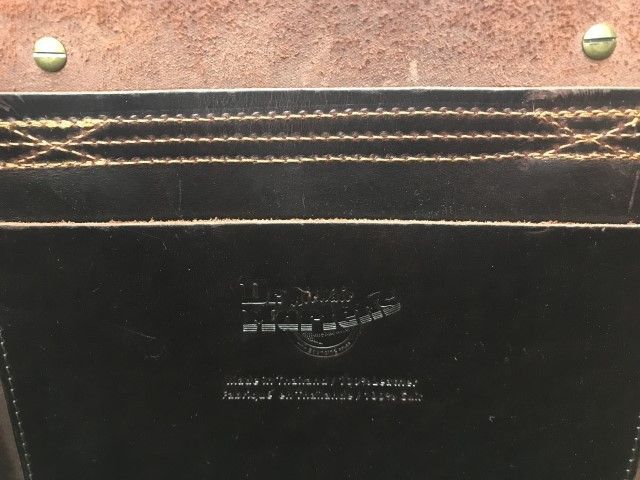 Dr.
Martens
Made in Thailand / 100% Leather
Fabriqué en Thaïlande / 100% Cuir